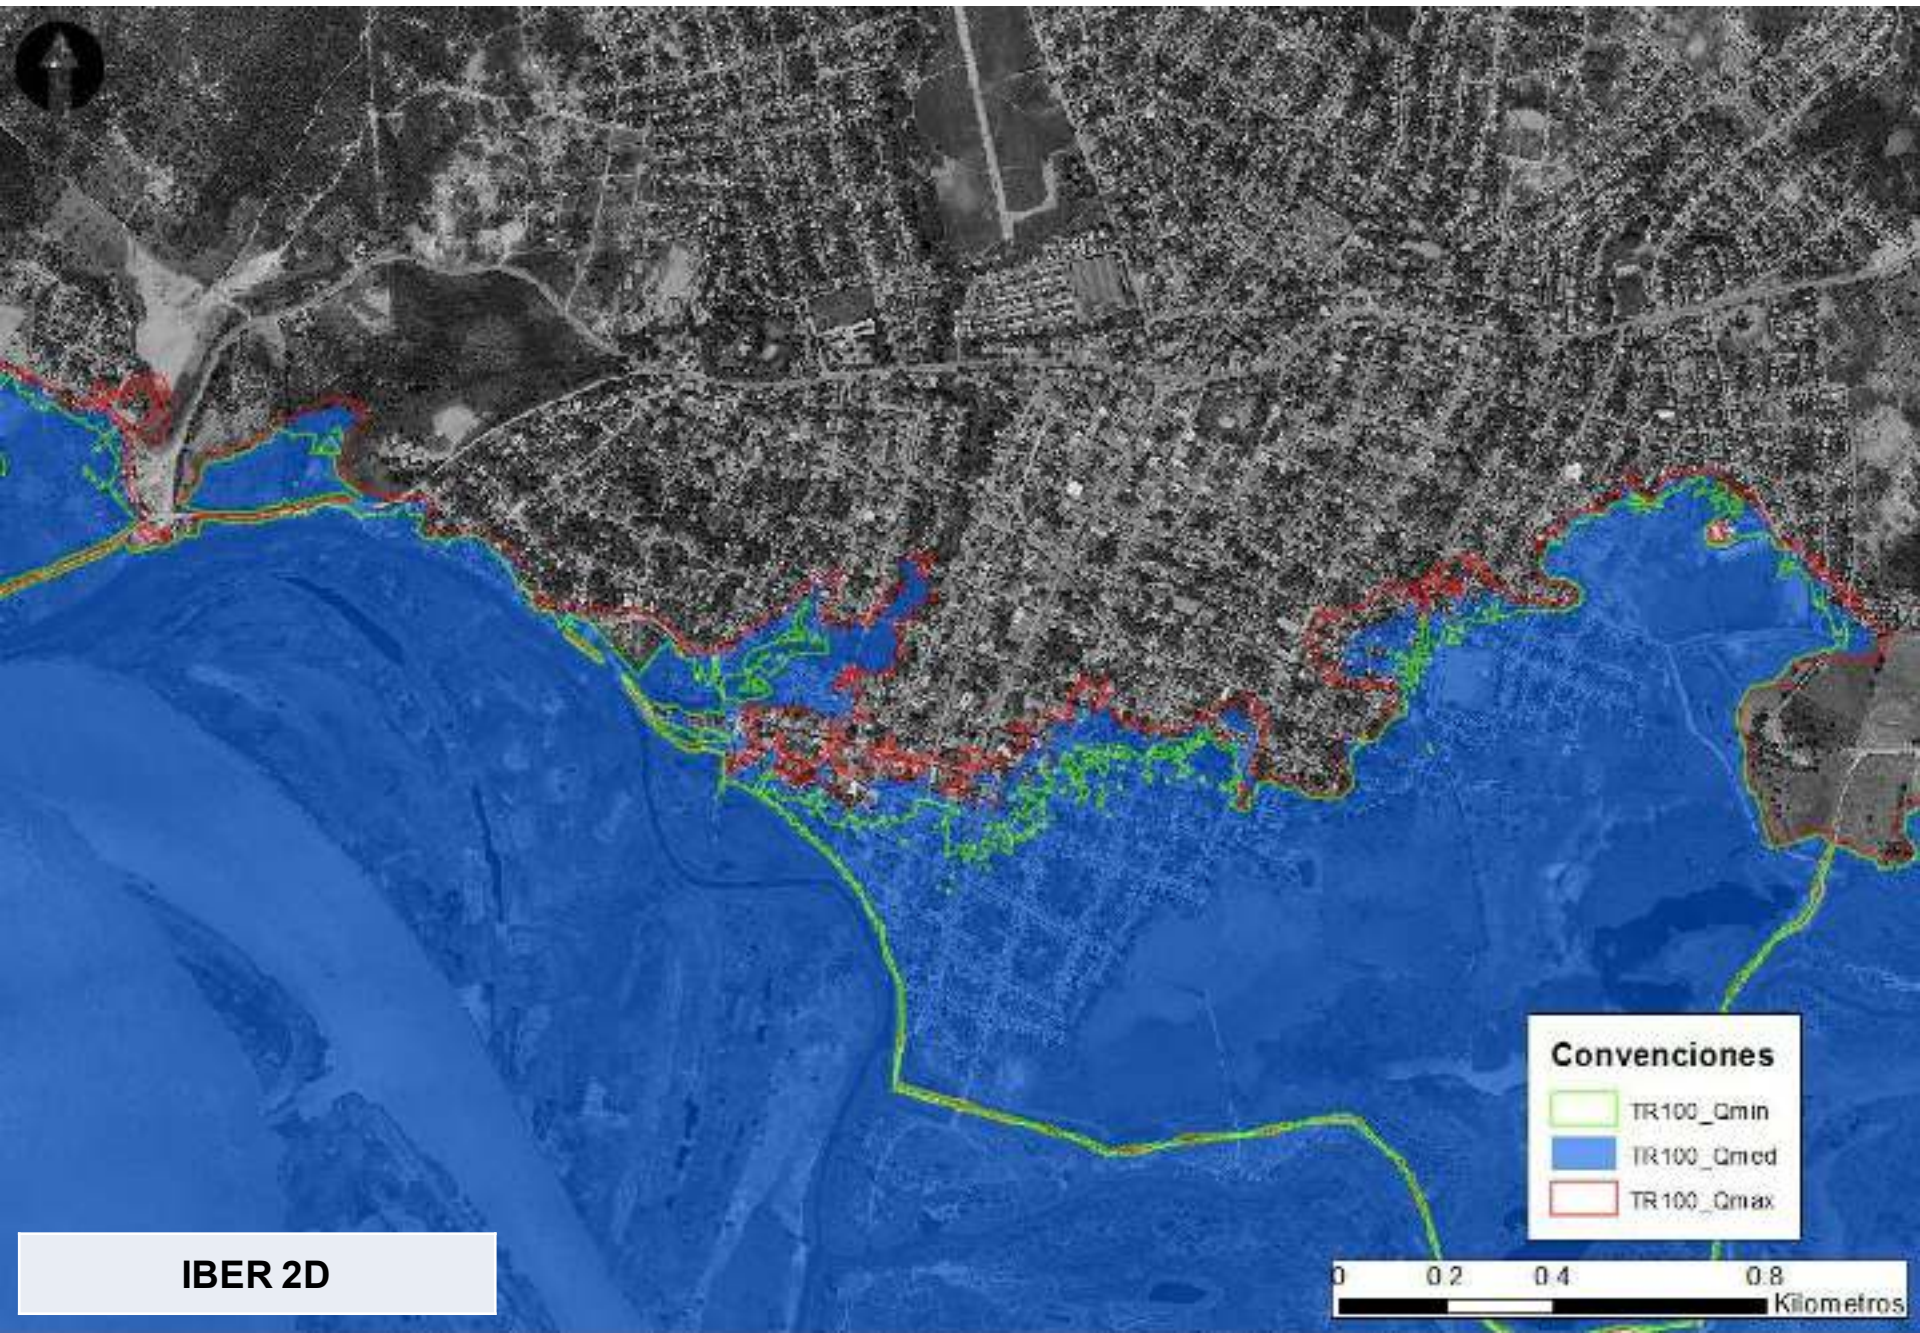 Convenciones
TR100_Qmin
TR100_Qmed
TR100_Qmax
IBER 2D
0 0.2 0.4 0.8
Kilometros